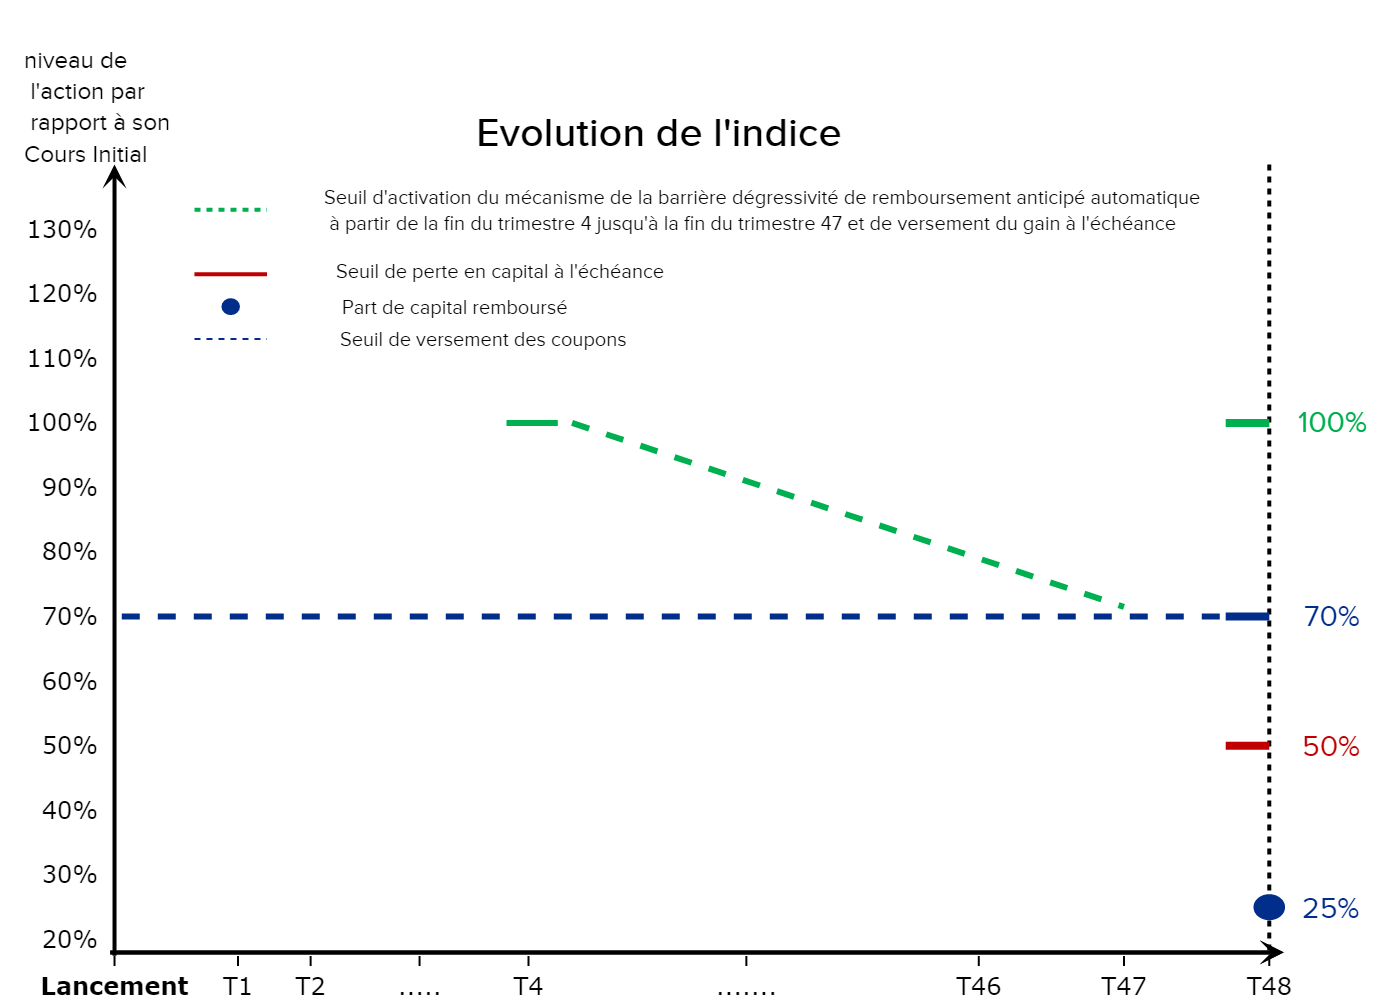 niveau de
l'action par
rapport à son
Cours Initial
Evolution de l'indice
Seuil d'activation du mécanisme de la barrière dégressivité de remboursement anticipé automatique
à partir de la fin du trimestre 4 jusqu'à la fin du trimestre 47 et de versement du gain à l'échéance
Seuil de perte en capital à l'échéance
Part de capital remboursé
Seuil de versement des coupons
130%
120%
110%
100%
90%
80%
70%
60%
50%
40%
30%
20%
100%
70%
50%
25%
Lancement T1 T2 ..... T4 ....... T46 T47 T48